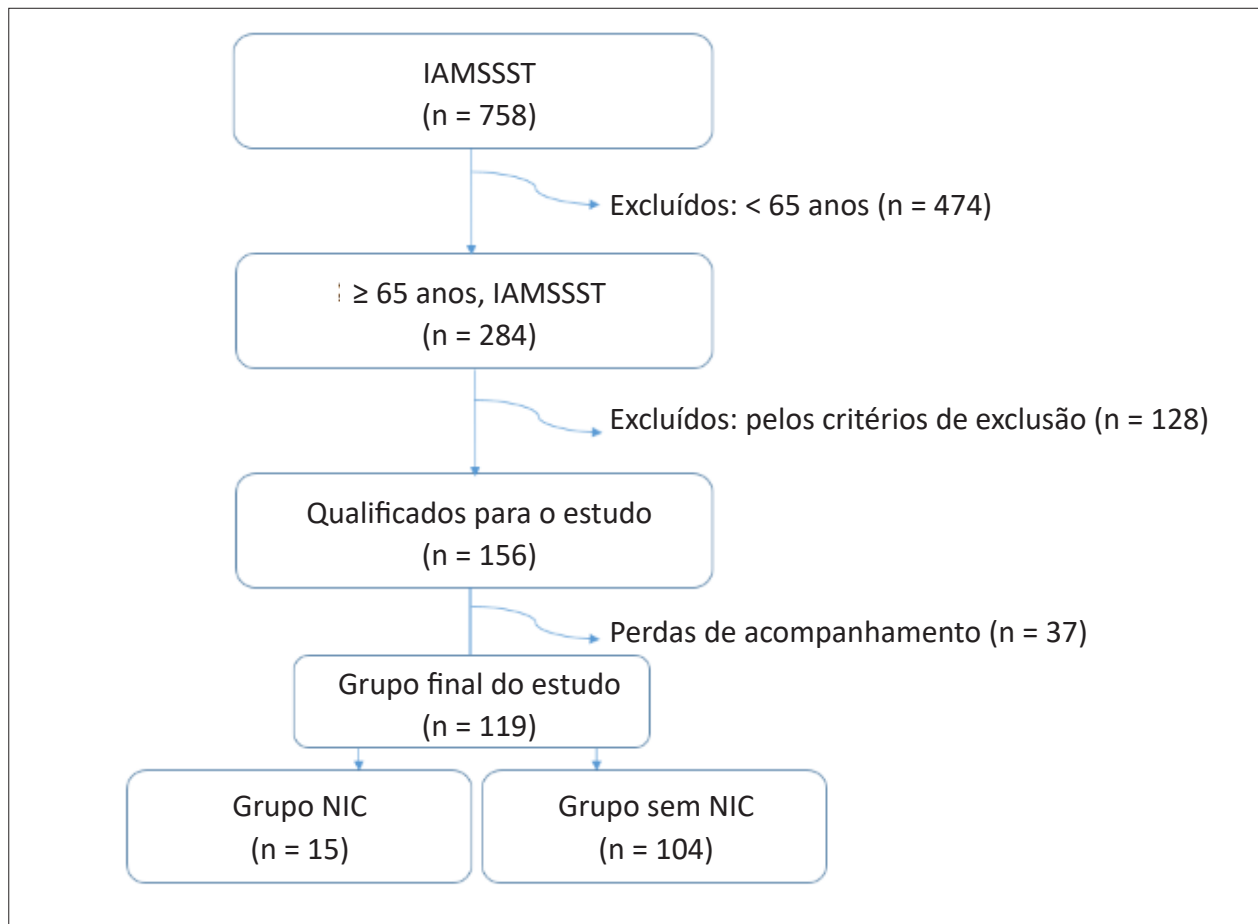 IAMSSST
(n = 758)
Excluídos: < 65 anos (n = 474)
≥ 65 anos, IAMSSST
(n = 284)
Excluídos: pelos critérios de exclusão (n = 128)
Qualificados para o estudo
(n = 156)
Perdas de acompanhamento (n = 37)
Grupo final do estudo
(n = 119)
Grupo NIC
(n = 15)
Grupo sem NIC
(n = 104)